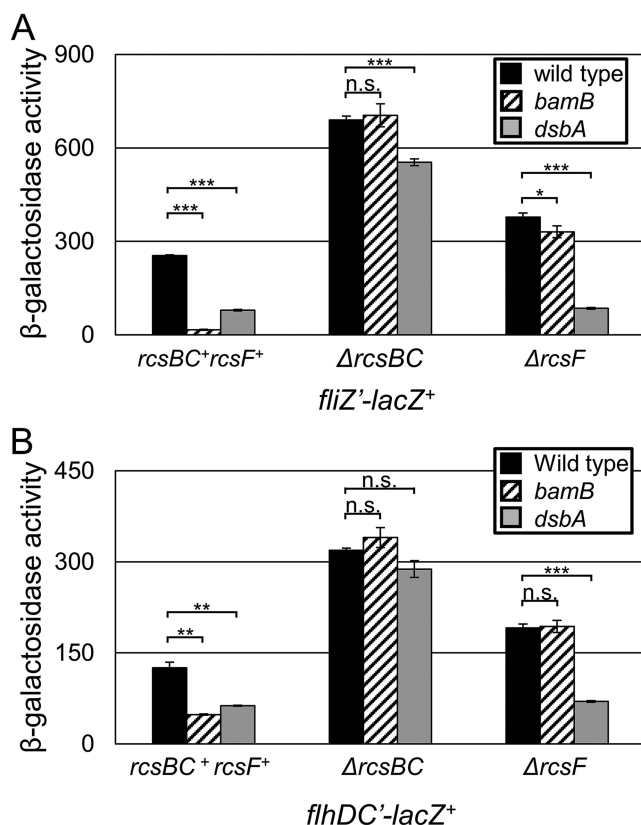 A
β-galactosidase activity
900
600
300
0
wild type
bamB
dsbA
***
***
n.s.
***
***
*
***
rcsBC⁺rcsF⁺
ΔrcsBC
ΔrcsF
fliZ’-lacZ⁺
B
β-galactosidase activity
450
300
150
0
Wild type
bamB
dsbA
**
**
n.s.
n.s.
***
n.s.
rcsBC⁺ rcsF⁺
ΔrcsBC
ΔrcsF
flhDC’-lacZ⁺